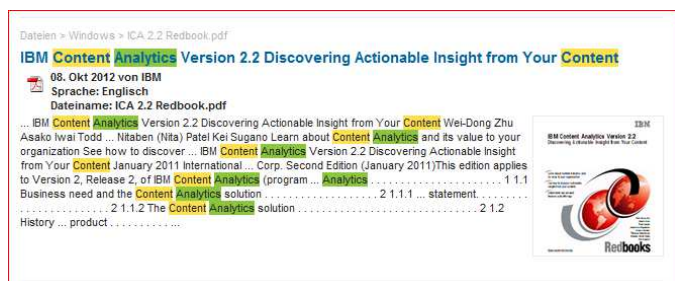 Dateien > Windows > ICA 2.2 Redbook.pdf
IBM Content Analytics Version 2.2 Discovering Actionable Insight from Your Content
08. Okt 2012 von IBM
Sprache: Englisch
Dateiname: ICA 2.2 Redbook.pdf
... IBM Content Analytics Version 2.2 Discovering Actionable Insight from Your Content Wei-Dong Zhu
Asako Iwai Todd ... Nitaben (Nita) Patel Kei Sugano Learn about Content Analytics and its value to your
organization See how to discover ... IBM Content Analytics Version 2.2 Discovering Actionable Insight
from Your Content January 2011 International ... Corp. Second Edition (January 2011)This edition applies
to Version 2, Release 2, of IBM Content Analytics (program ... Analytics . . . . . . . . . . . . . . . . . . . . . . 1 1.1
Business need and the Content Analytics solution . . . . . . . . . . . . . . . . . . . 2 1.1.1 ... statement. . . . . . . . .
. . . . . . . . . . . . . . . 2 1.1.2 The Content Analytics solution . . . . . . . . . . . . . . . . . . . . . . . . . . . . . 2 1.2
History ... product . . . . . . . . . ...
IBM
IBM Content Analytics Version 2.2
Discovering Actionable Insight from Your Content
Redbooks